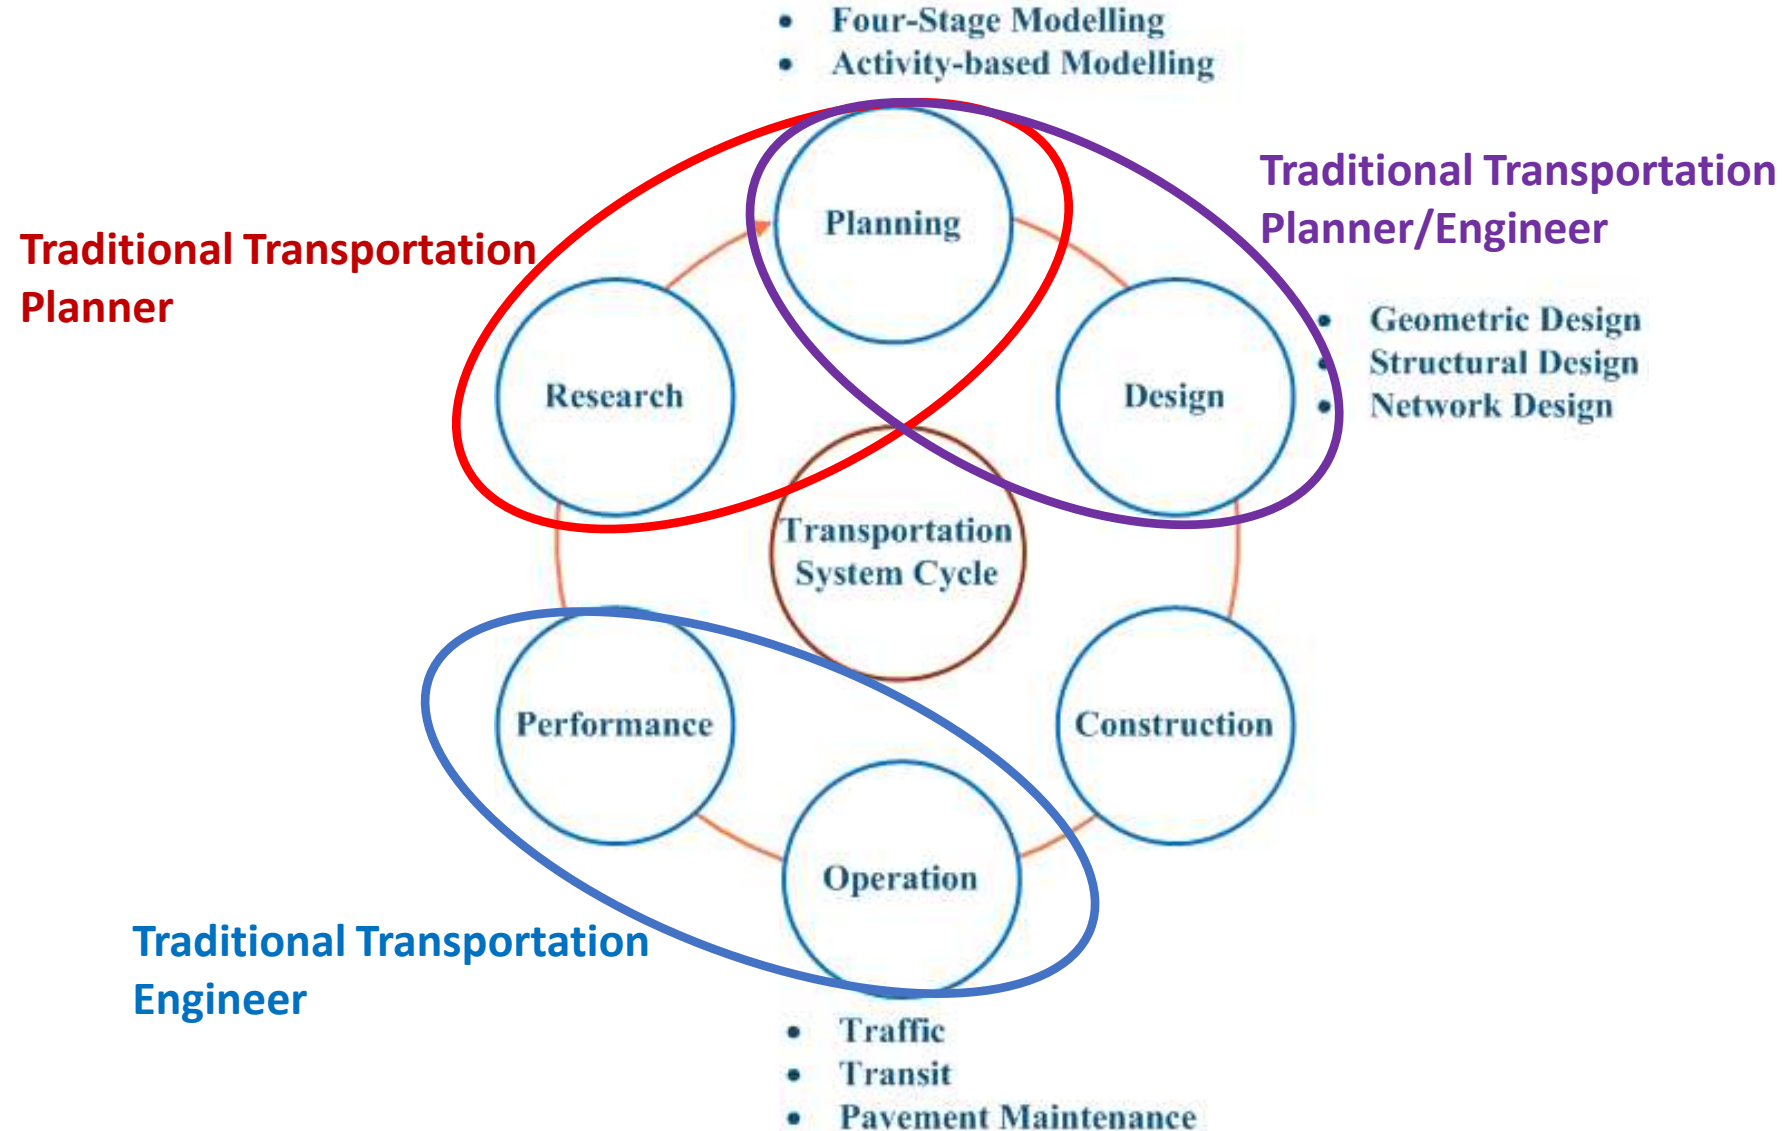 • Four-Stage Modelling
• Activity-based Modelling
Traditional Transportation
Planner/Engineer
Planning
Traditional Transportation
Planner
• Geometric Design
• Structural Design
• Network Design
Research
Design
Transportation
System Cycle
Performance
Construction
Operation
Traditional Transportation
Engineer
• Traffic
• Transit
• Pavement Maintenance